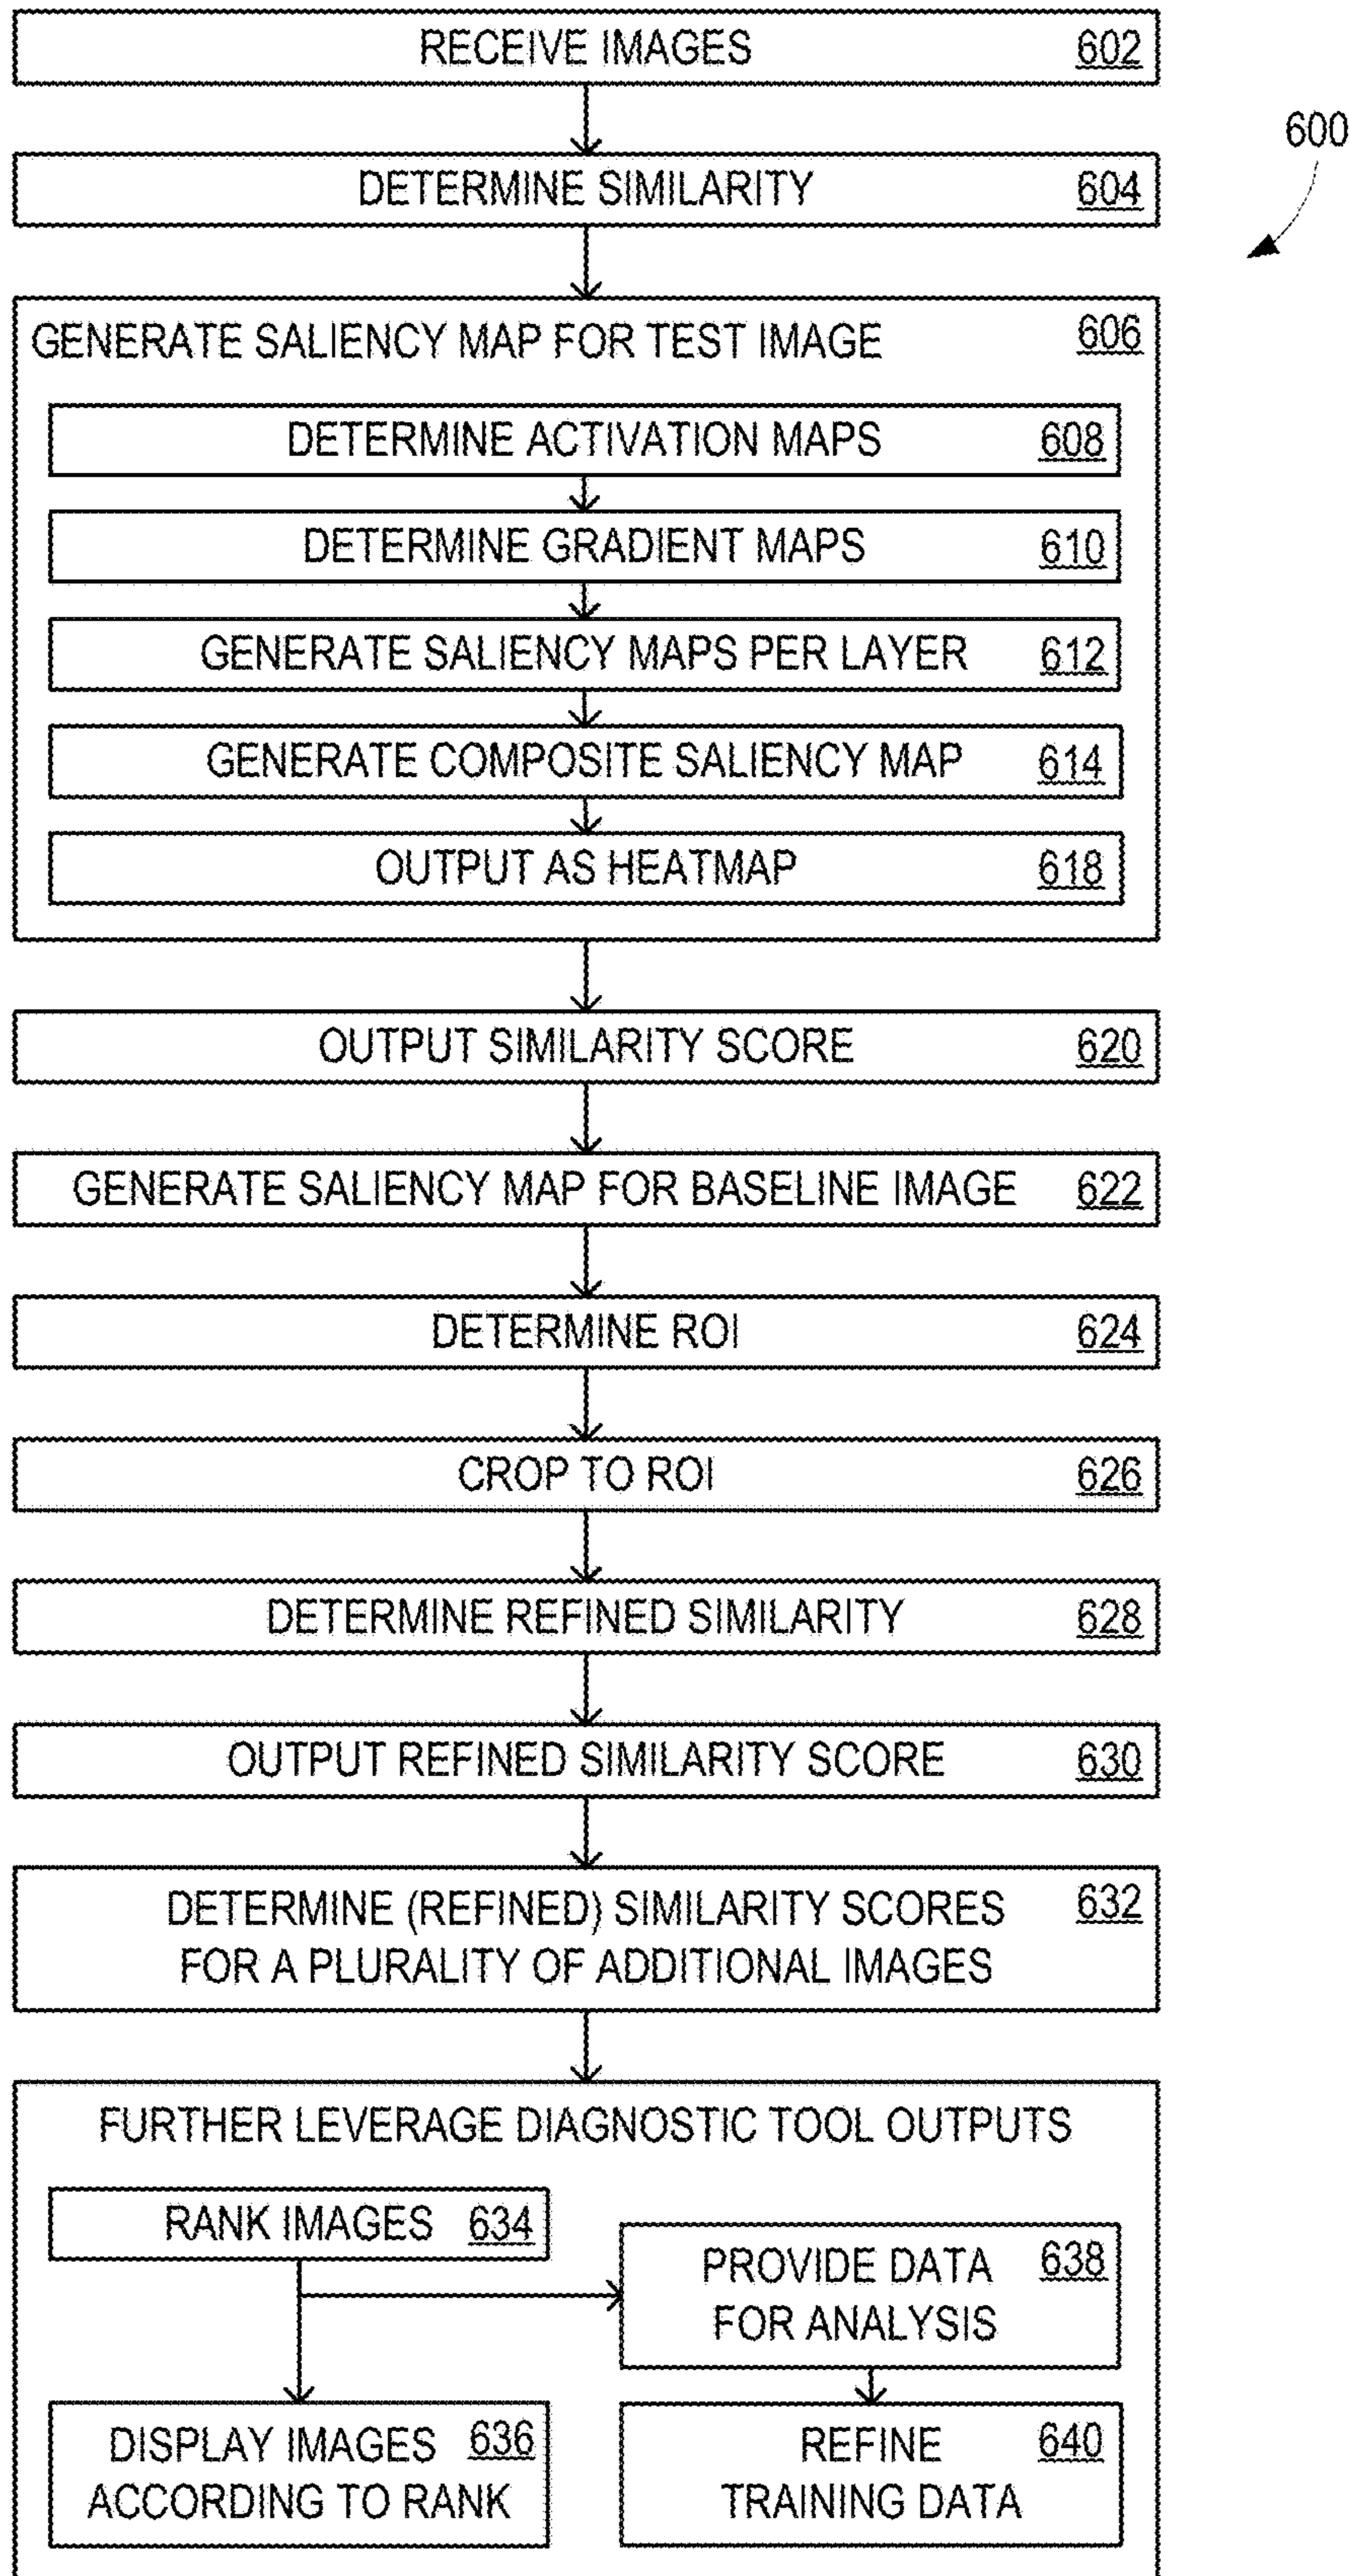 RECEIVE IMAGES 602
600
DETERMINE SIMILARITY 604
GENERATE SALIENCY MAP FOR TEST IMAGE 606
DETERMINE ACTIVATION MAPS 608
DETERMINE GRADIENT MAPS 610
GENERATE SALIENCY MAPS PER LAYER 612
GENERATE COMPOSITE SALIENCY MAP 614
OUTPUT AS HEATMAP 618
OUTPUT SIMILARITY SCORE 620
GENERATE SALIENCY MAP FOR BASELINE IMAGE 622
DETERMINE ROI 624
CROP TO ROI 626
DETERMINE REFINED SIMILARITY 628
OUTPUT REFINED SIMILARITY SCORE 630
DETERMINE (REFINED) SIMILARITY SCORES 632
FOR A PLURALITY OF ADDITIONAL IMAGES
FURTHER LEVERAGE DIAGNOSTIC TOOL OUTPUTS
RANK IMAGES 634
PROVIDE DATA 638
FOR ANALYSIS
DISPLAY IMAGES 636
ACCORDING TO RANK
REFINE 640
TRAINING DATA